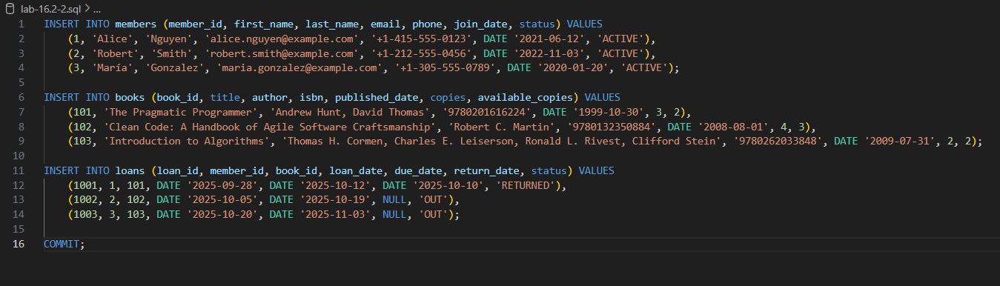 lab-16.2-2.sql > ...
1 INSERT INTO members (member_id, first_name, last_name, email, phone, join_date, status) VALUES
2 (1, 'Alice', 'Nguyen', 'alice.nguyen@example.com', '+1-415-555-0123', DATE '2021-06-12', 'ACTIVE'),
3 (2, 'Robert', 'Smith', 'robert.smith@example.com', '+1-212-555-0456', DATE '2022-11-03', 'ACTIVE'),
4 (3, 'María', 'Gonzalez', 'maria.gonzalez@example.com', '+1-305-555-0789', DATE '2020-01-20', 'ACTIVE');
5
6 INSERT INTO books (book_id, title, author, isbn, published_date, copies, available_copies) VALUES
7 (101, 'The Pragmatic Programmer', 'Andrew Hunt, David Thomas', '9780201616224', DATE '1999-10-30', 3, 2),
8 (102, 'Clean Code: A Handbook of Agile Software Craftsmanship', 'Robert C. Martin', '9780132350884', DATE '2008-08-01', 4, 3),
9 (103, 'Introduction to Algorithms', 'Thomas H. Cormen, Charles E. Leiserson, Ronald L. Rivest, Clifford Stein', '9780262033848', DATE '2009-07-31', 2, 2);
10
11 INSERT INTO loans (loan_id, member_id, book_id, loan_date, due_date, return_date, status) VALUES
12 (1001, 1, 101, DATE '2025-09-28', DATE '2025-10-12', DATE '2025-10-10', 'RETURNED'),
13 (1002, 2, 102, DATE '2025-10-05', DATE '2025-10-19', NULL, 'OUT'),
14 (1003, 3, 103, DATE '2025-10-20', DATE '2025-11-03', NULL, 'OUT');
15
16 COMMIT;